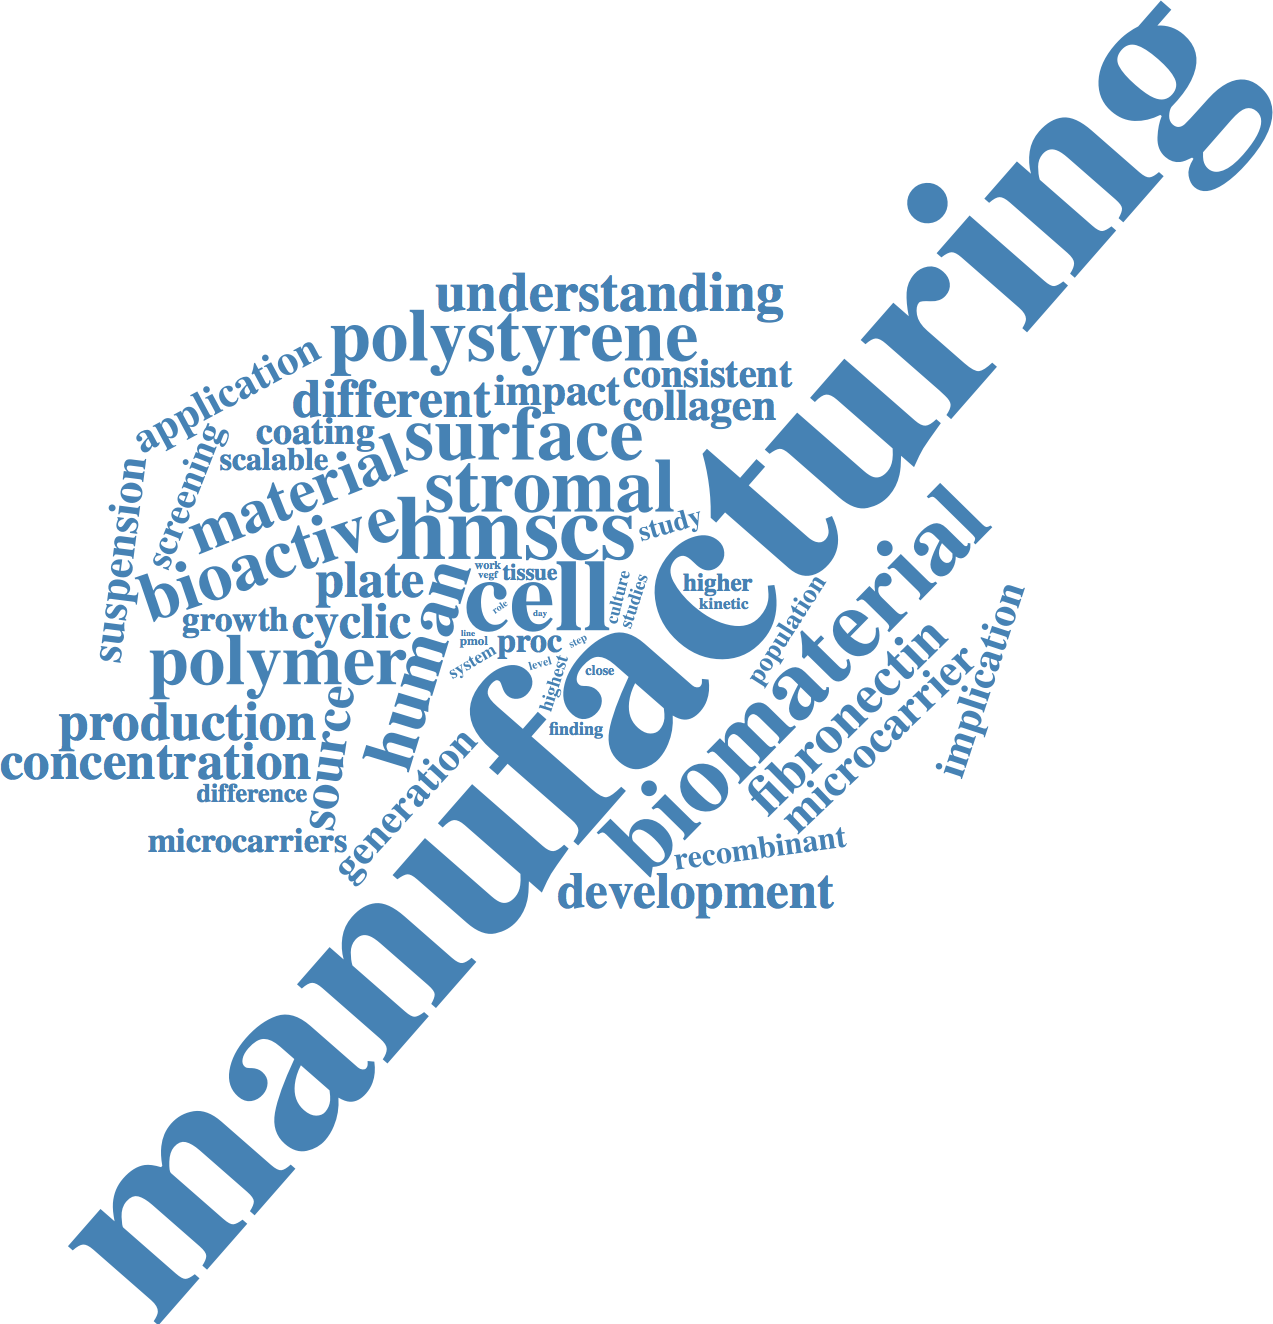 manufacturing
understanding
polystyrene
application
consistent
different
impact
collagen
coating
surface
screening
scalable
material
suspension
stromal
bioactive
hmscs
study
biomaterial
work
vegf
tissue
plate
human
cell
culture
studies
higher
kinetic
role
day
population
growth
cyclic
line
pmol
proc
step
polymer
system
level
highest
close
fibronectin
implication
microcarrier
production
source
finding
concentration
generation
difference
microcarriers
recombinant
development